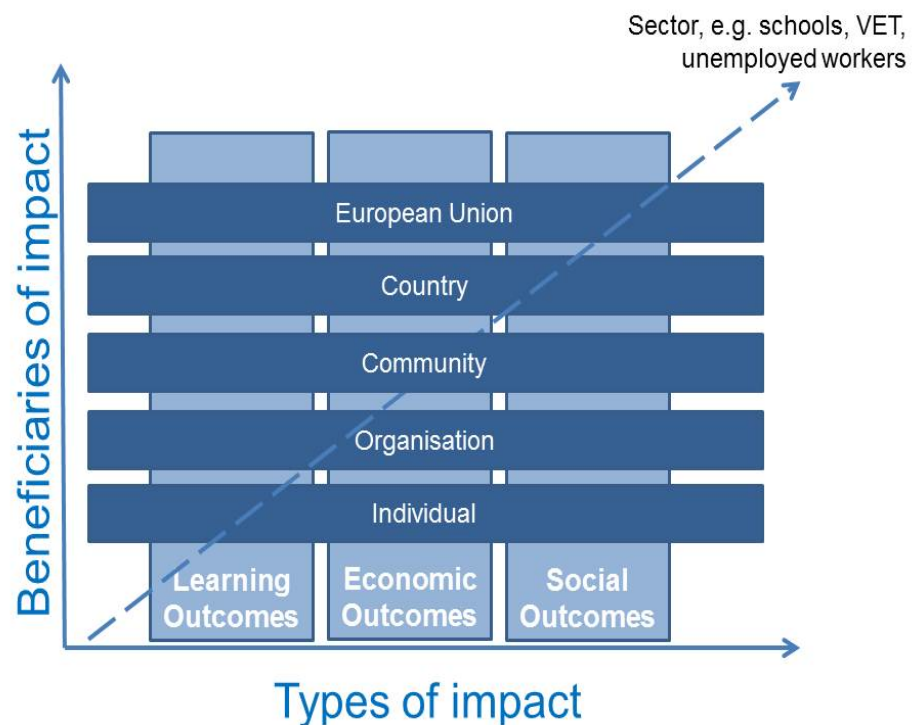 Sector, e.g. schools, VET,
unemployed workers
Beneficiaries of impact
European Union
Country
Community
Organisation
Individual
Learning
Outcomes
Economic
Outcomes
Social
Outcomes
Types of impact